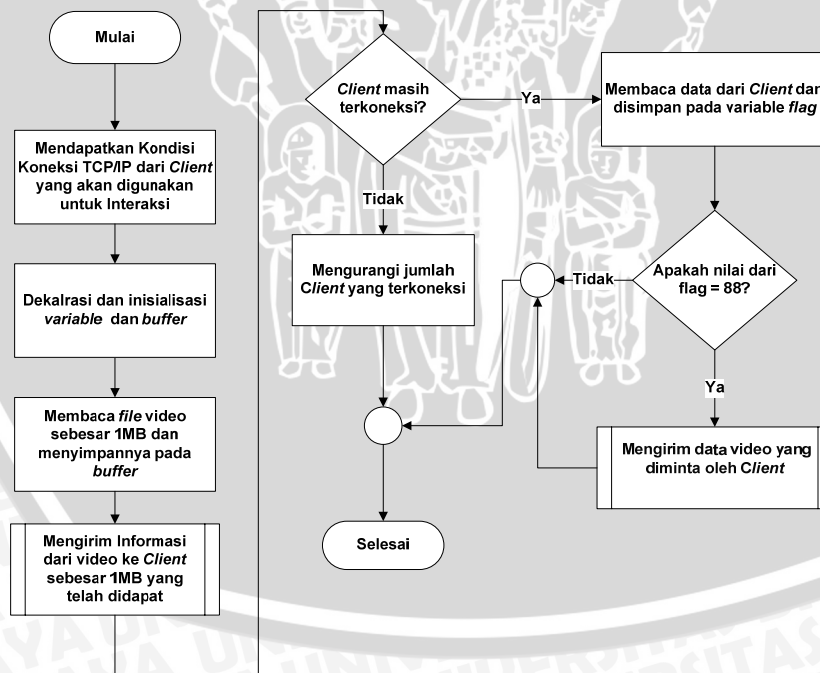 Mulai
Mendapatkan Kondisi
Koneksi TCP/IP dari Client
yang akan digunakan
untuk Interaksi
Dekalrasi dan inisialisasi
variable dan buffer
Membaca file video
sebesar 1MB dan
menyimpannya pada
buffer
Mengirim Informasi
dari video ke Client
sebesar 1MB yang
telah didapat
Client masih
terkoneksi?
Ya
Tidak
Mengurangi jumlah
Client yang terkoneksi
Selesai
Membaca data dari Client dan
disimpan pada variable flag
Apakah nilai dari
flag = 88?
Tidak
Ya
Mengirim data video yang
diminta oleh Client